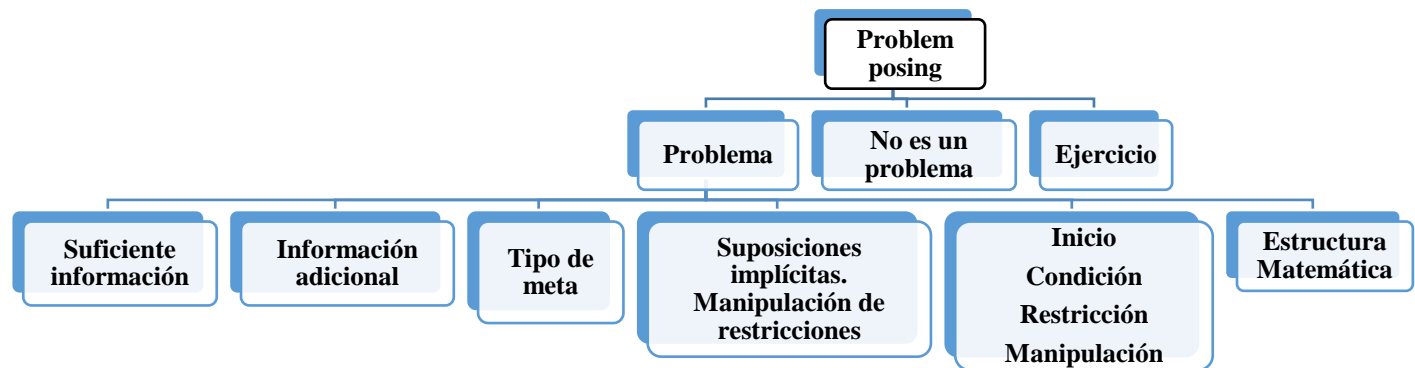 Problem
posing
Problema
No es un
problema
Ejercicio
Suficiente
información
Información
adicional
Tipo de
meta
Suposiciones
implícitas.
Manipulación de
restricciones
Inicio
Condición
Restricción
Manipulación
Estructura
Matemática